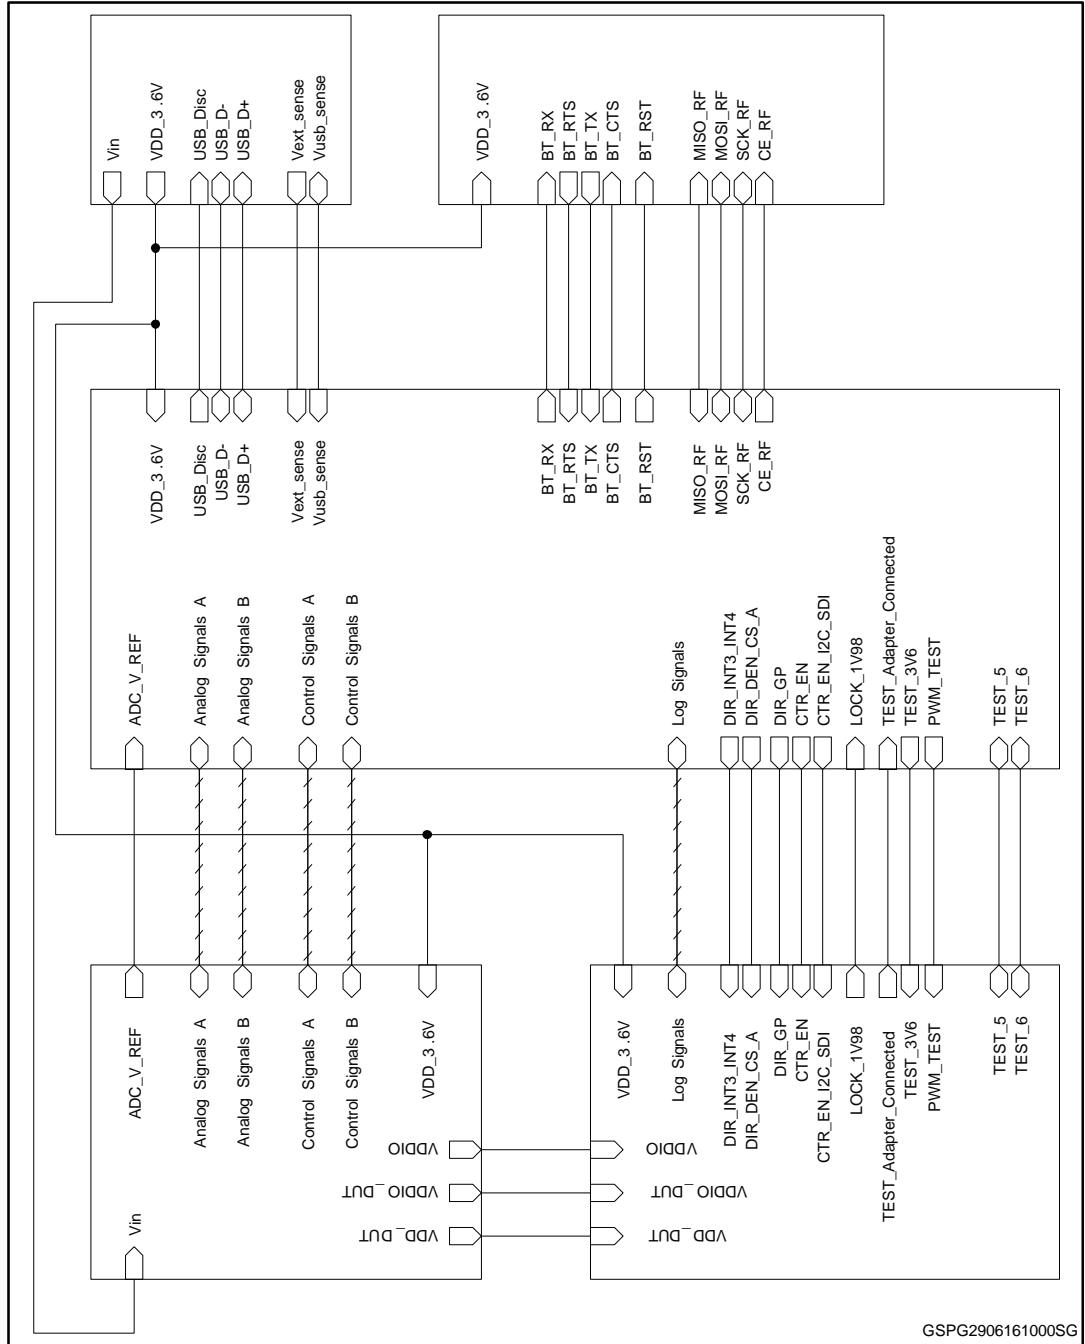 Vin
VDD_3.6V
USB_Disc
USB_D-
USB_D+
Vext_sense
Vusb_sense
VDD_3.6V
BT_RX
BT_RTS
BT_TX
BT_CTS
BT_RST
MISO_RF
MOSI_RF
SCK_RF
CE_RF
VDD_3.6V
USB_Disc
USB_D-
USB_D+
Vext_sense
Vusb_sense
BT_RX
BT_RTS
BT_TX
BT_CTS
BT_RST
MISO_RF
MOSI_RF
SCK_RF
CE_RF
ADC_V_REF
Analog Signals A
Analog Signals B
Control Signals A
Control Signals B
Log Signals
DIR_INT3_INT4
DIR_DEN_CS_A
DIR_GP
CTR_EN
CTR_EN_I2C_SDI
LOCK_1V98
TEST_Adapter_Connected
TEST_3V6
PWM_TEST
TEST_5
TEST_6
ADC_V_REF
Analog Signals A
Analog Signals B
Control Signals A
Control Signals B
VDD_3.6V
VDDIO
VDDIO_DUT
VDD_DUT
Vin
VDD_3.6V
Log Signals
DIR_INT3_INT4
DIR_DEN_CS_A
DIR_GP
CTR_EN
CTR_EN_I2C_SDI
LOCK_1V98
TEST_Adapter_Connected
TEST_3V6
PWM_TEST
TEST_5
TEST_6
VDDIO
VDDIO_DUT
VDD_DUT
GSPG2906161000SG